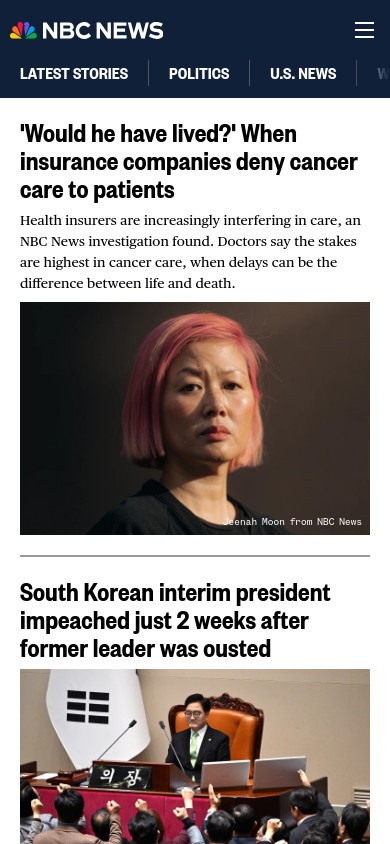 NBC NEWS
LATEST STORIES
POLITICS
U.S. NEWS
'Would he have lived?' When
insurance companies deny cancer
care to patients
Health insurers are increasingly interfering in care, an
NBC News investigation found. Doctors say the stakes
are highest in cancer care, when delays can be the
difference between life and death.
Jeenah Moon from NBC News
South Korean interim president
impeached just 2 weeks after
former leader was ousted
의 장